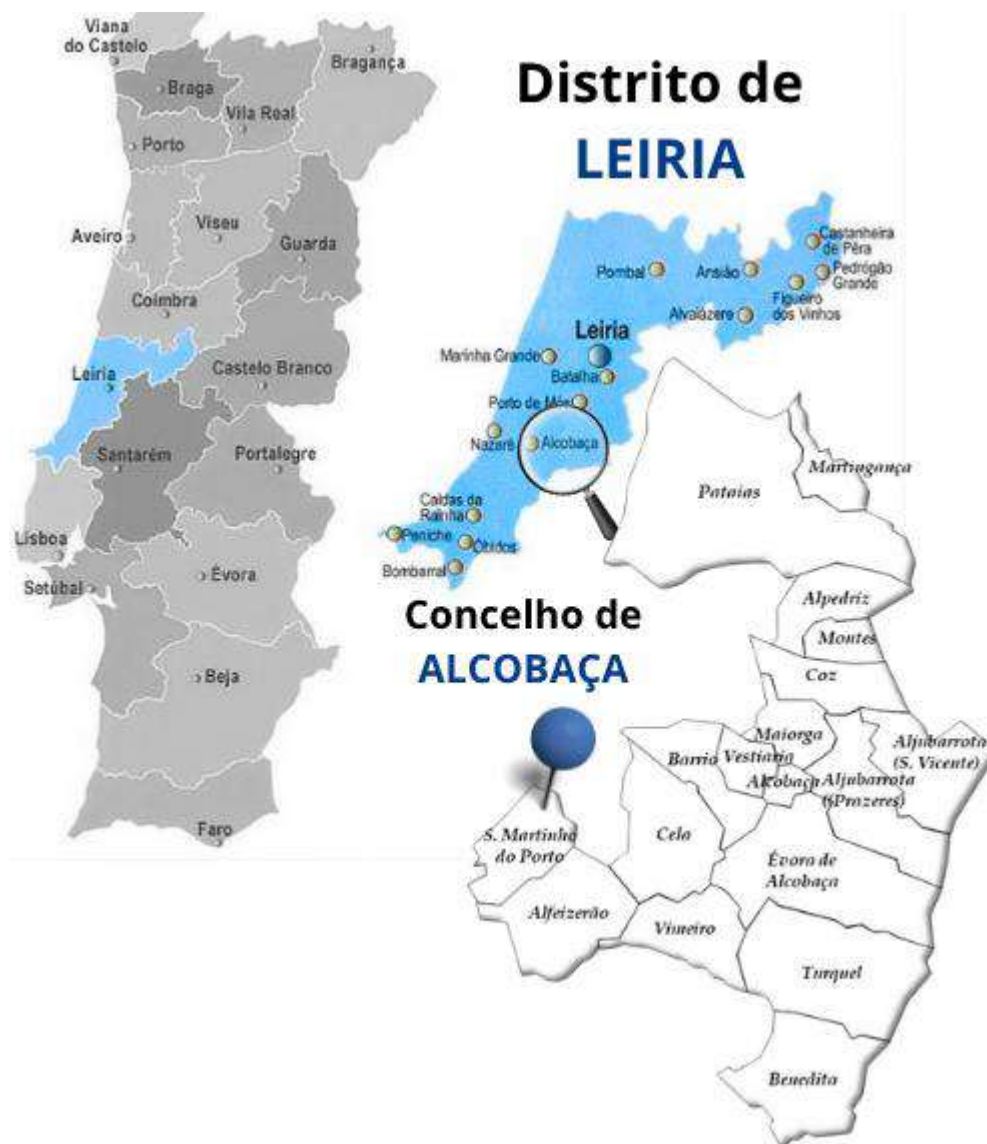 Viana
do Castelo
Bragança
Braga
Vila Real
Porto
Viseu
Aveiro
Guarda
Coimbra
Leiria
Castelo Branco
Santarém
Portalegre
Lisboa
Setúbal
Évora
Beja
Faro
Distrito de
LEIRIA
Castanheira
de Pêra
Pombal
Ansião
Pedrógão
Grande
Figueiro
dos Vinhos
Alvaiázere
Leiria
Marinha Grande
Batalha
Porto de Mós
Nazaré
Alcobaça
Caldas da
Rainha
Peniche
Óbidos
Bombarral
Concelho de
ALCOBAÇA
Pataias
Martingança
Alpedriz
Montes
Coz
Maiorga
Barrio
Vestiaria
Alcobaça
Aljubarrota
(S. Vicente)
Aljubarrota
(Prazeres)
S. Martinho
do Porto
Cela
Évora de
Alcobaça
Alfeizerão
Vimeiro
Turquel
Benedita